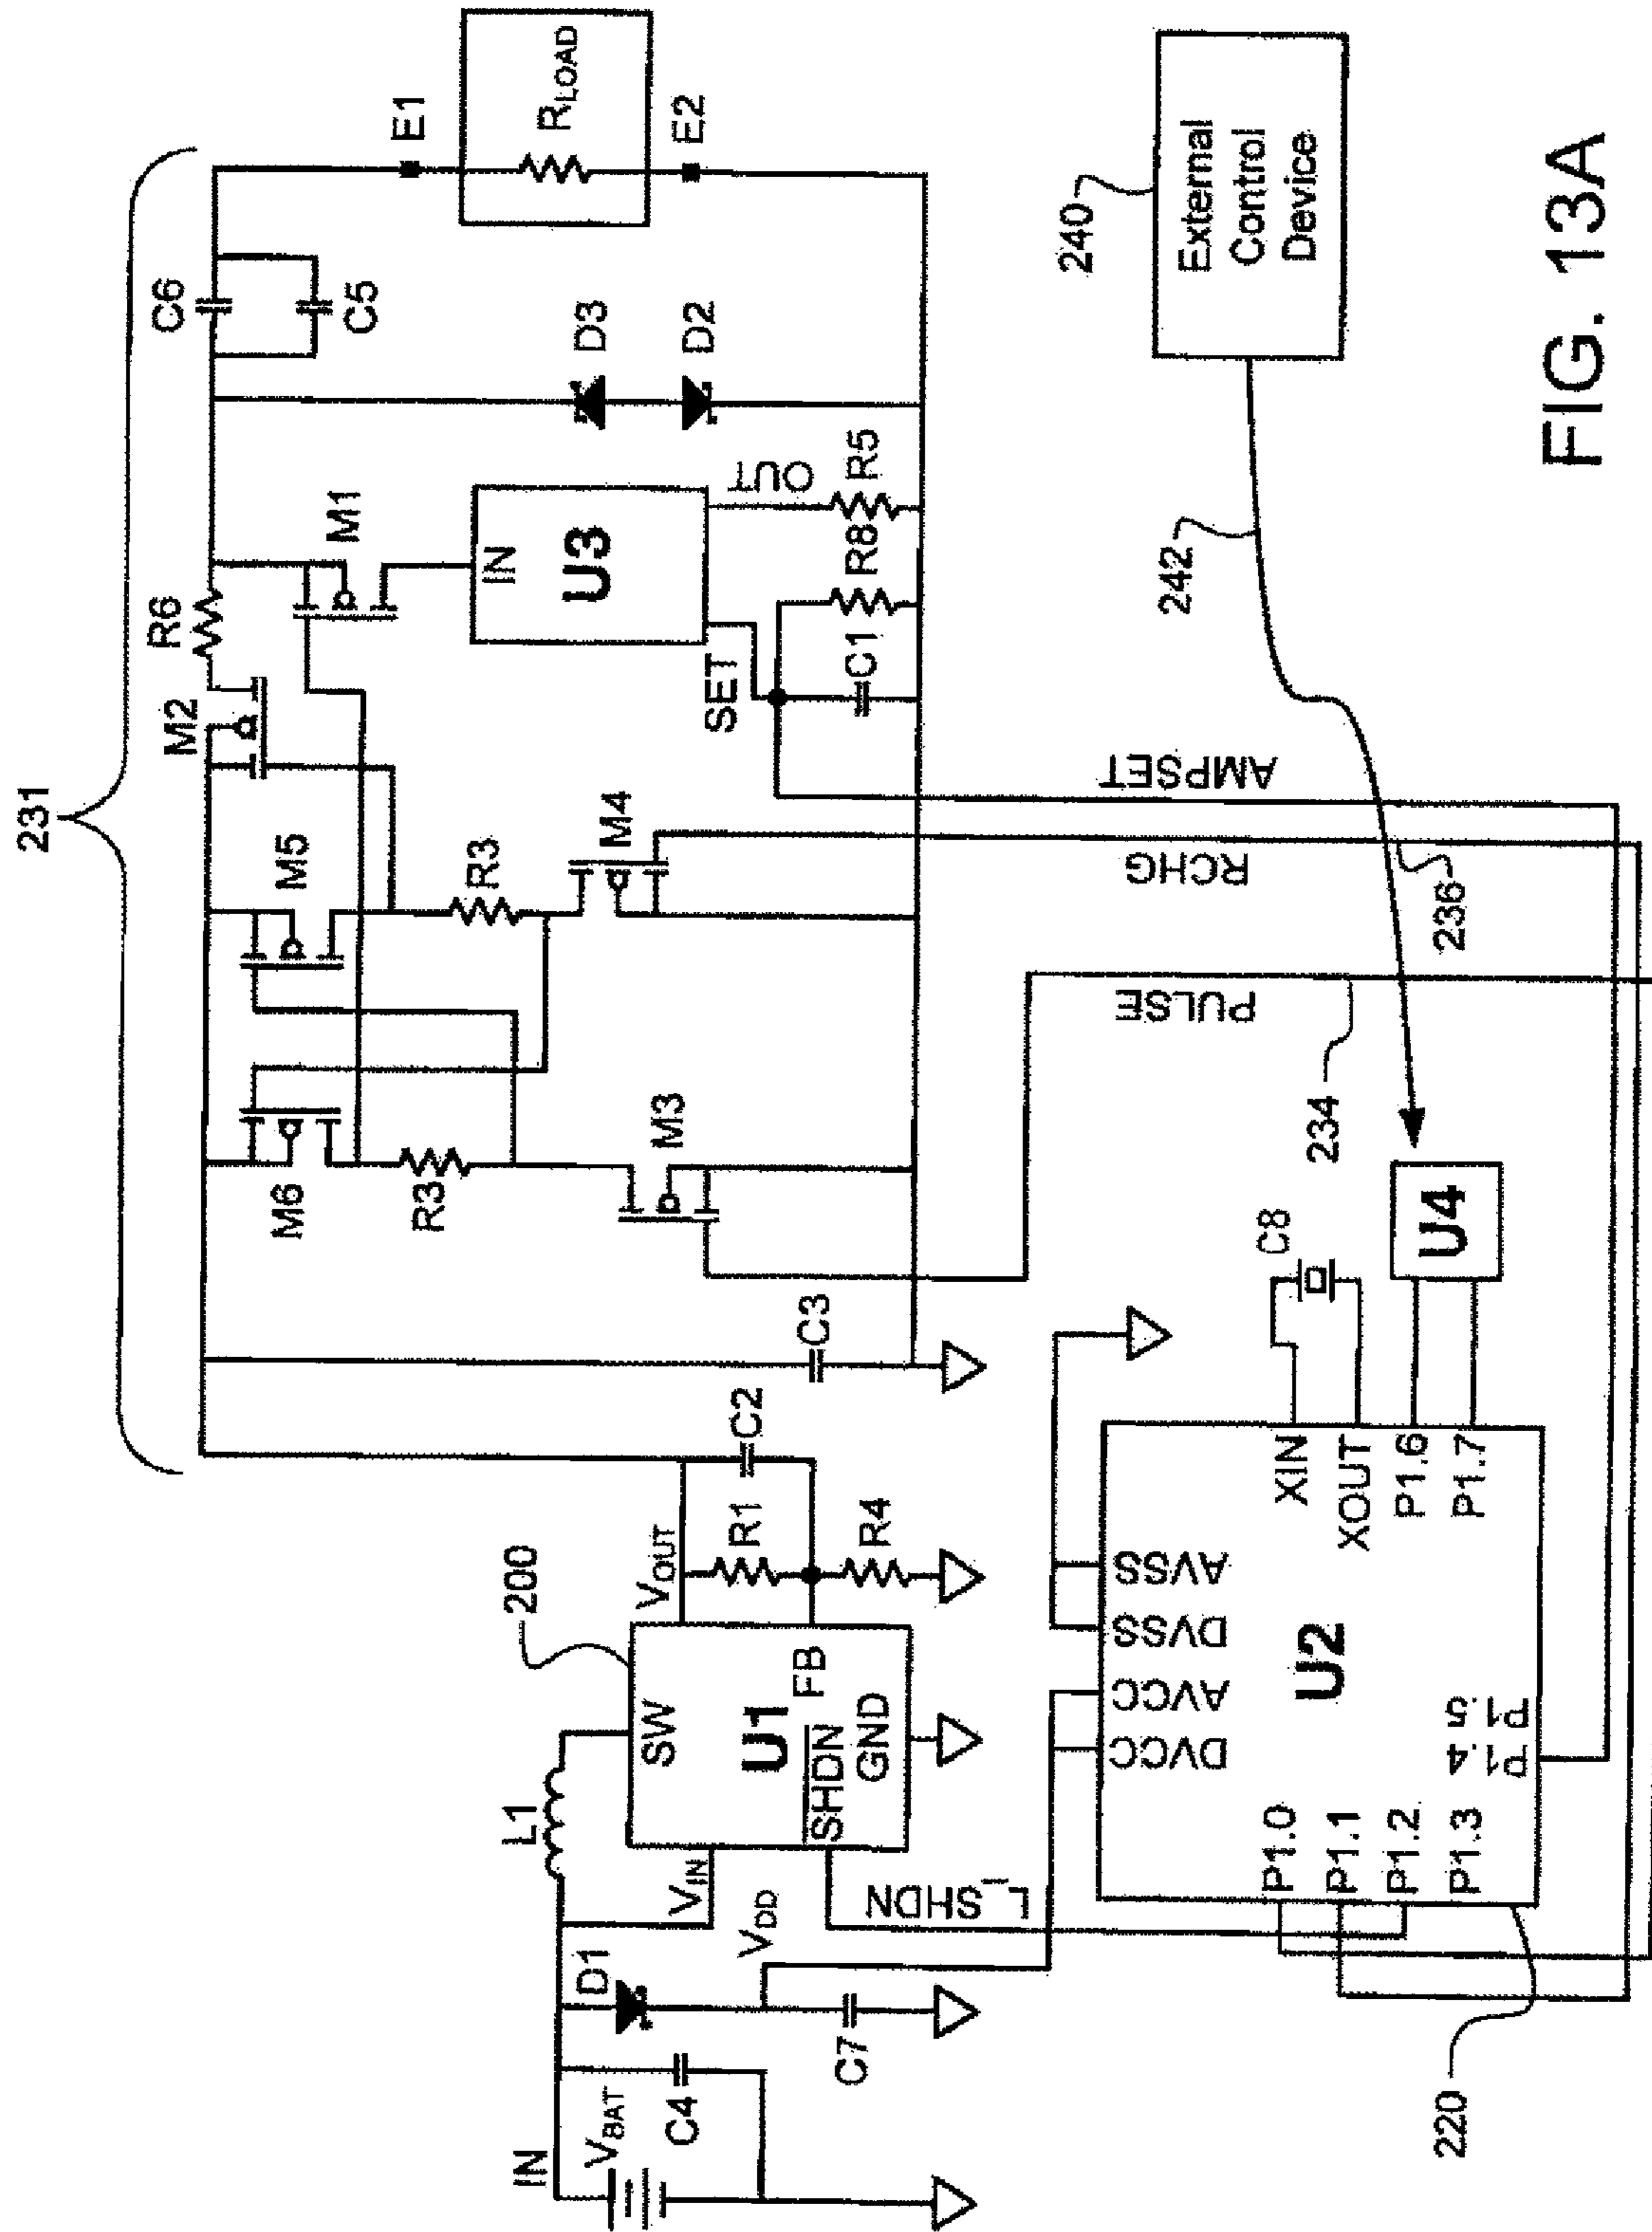 231
IN
V_BAT
C4
D1
C7
L1
V_IN
V_DD
200
SW
U1
FB
SHDN
GND
V_OUT
R1
C2
R4
L_SHDN
C3
M6
R3
M3
M5
R3
M4
M2
R6
M1
IN
U3
SET
OUT
C1
R8
R5
D3
D2
C6
C5
E1
R_LOAD
E2
PULSE
RCHG
AMPSET
234
236
242
240
External
Control
Device
DVCC
AVCC
DVSS
AVSS
U2
P1.0
P1.1
P1.2
P1.3
P1.4
P1.5
XIN
XOUT
P1.6
P1.7
C8
U4
220
FIG. 13A